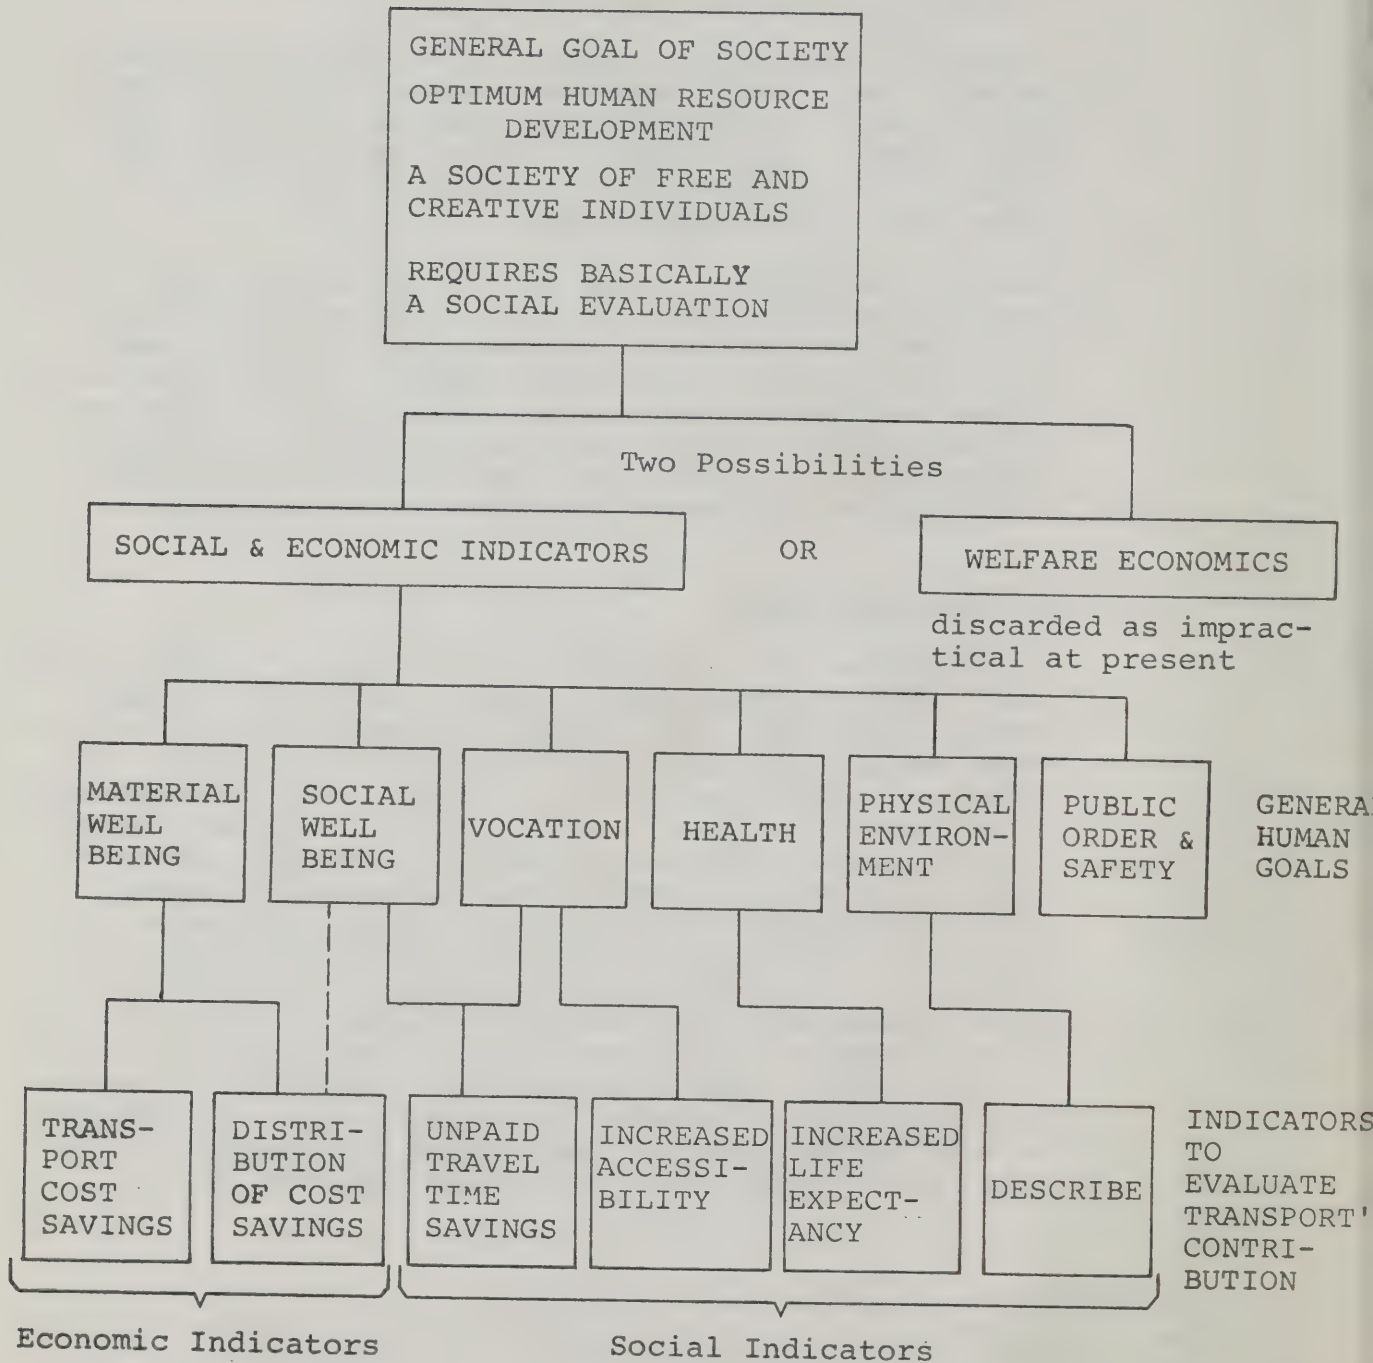 GENERAL GOAL OF SOCIETY
OPTIMUM HUMAN RESOURCE
DEVELOPMENT
A SOCIETY OF FREE AND
CREATIVE INDIVIDUALS
REQUIRES BASICALLY
A SOCIAL EVALUATION
Two Possibilities
SOCIAL & ECONOMIC INDICATORS
OR
WELFARE ECONOMICS
discarded as imprac-
tical at present
MATERIAL
WELL
BEING
SOCIAL
WELL
BEING
VOCATION
HEALTH
PHYSICAL
ENVIRON-
MENT
PUBLIC
ORDER &
SAFETY
GENERAL
HUMAN
GOALS
TRANS-
PORT
COST
SAVINGS
DISTRI-
BUTION
OF COST
SAVINGS
UNPAID
TRAVEL
TIME
SAVINGS
INCREASED
ACCESSI-
BILITY
INCREASED
LIFE
EXPECT-
ANCY
DESCRIBE
INDICATORS
TO
EVALUATE
TRANSPORT'
CONTRI-
BUTION
Economic Indicators
Social Indicators